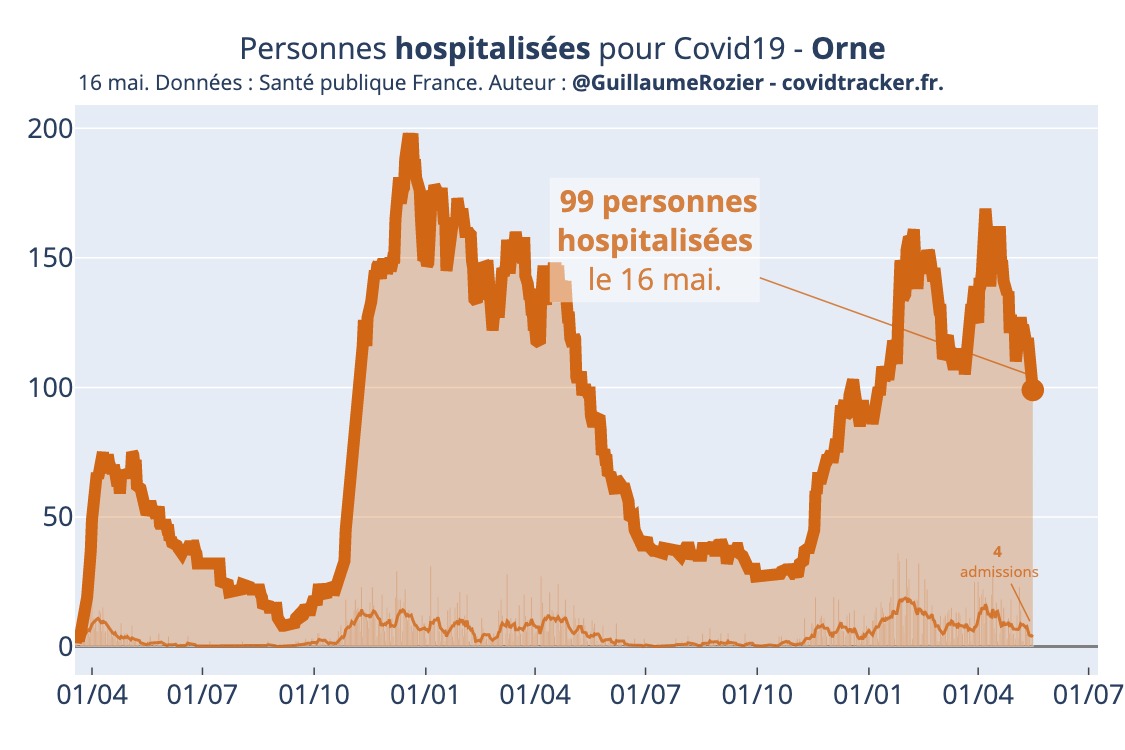 Personnes hospitalisées pour Covid19 - Orne
16 mai. Données : Santé publique France. Auteur : @GuillaumeRozier - covidtracker.fr.
200
150
100
50
0
99 personnes
hospitalisées
le 16 mai.
4
admissions
01/04 01/07 01/10 01/01 01/04 01/07 01/10 01/01 01/04 01/07